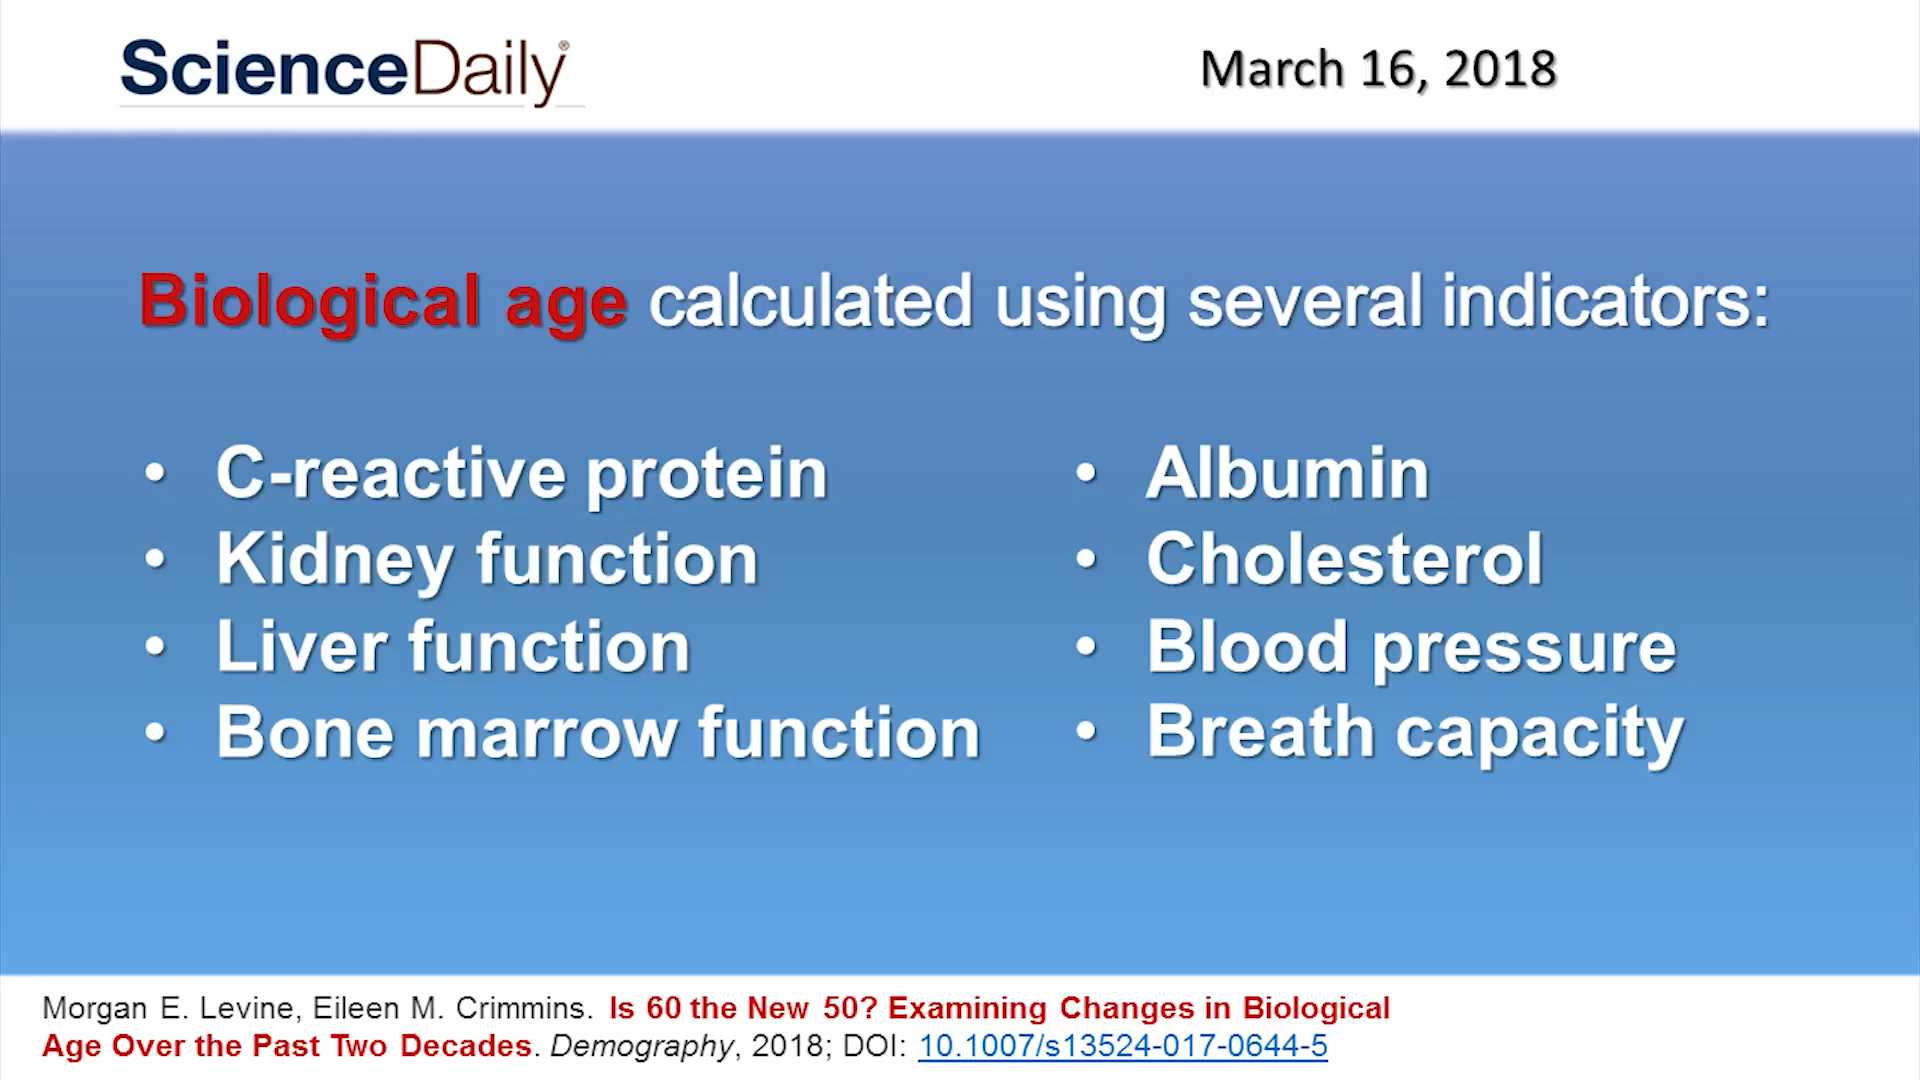 ScienceDaily®
March 16, 2018
Biological age calculated using several indicators:
• C-reactive protein
• Kidney function
• Liver function
• Bone marrow function
• Albumin
• Cholesterol
• Blood pressure
• Breath capacity
Morgan E. Levine, Eileen M. Crimmins. Is 60 the New 50? Examining Changes in Biological
Age Over the Past Two Decades. Demography, 2018; DOI: 10.1007/s13524-017-0644-5